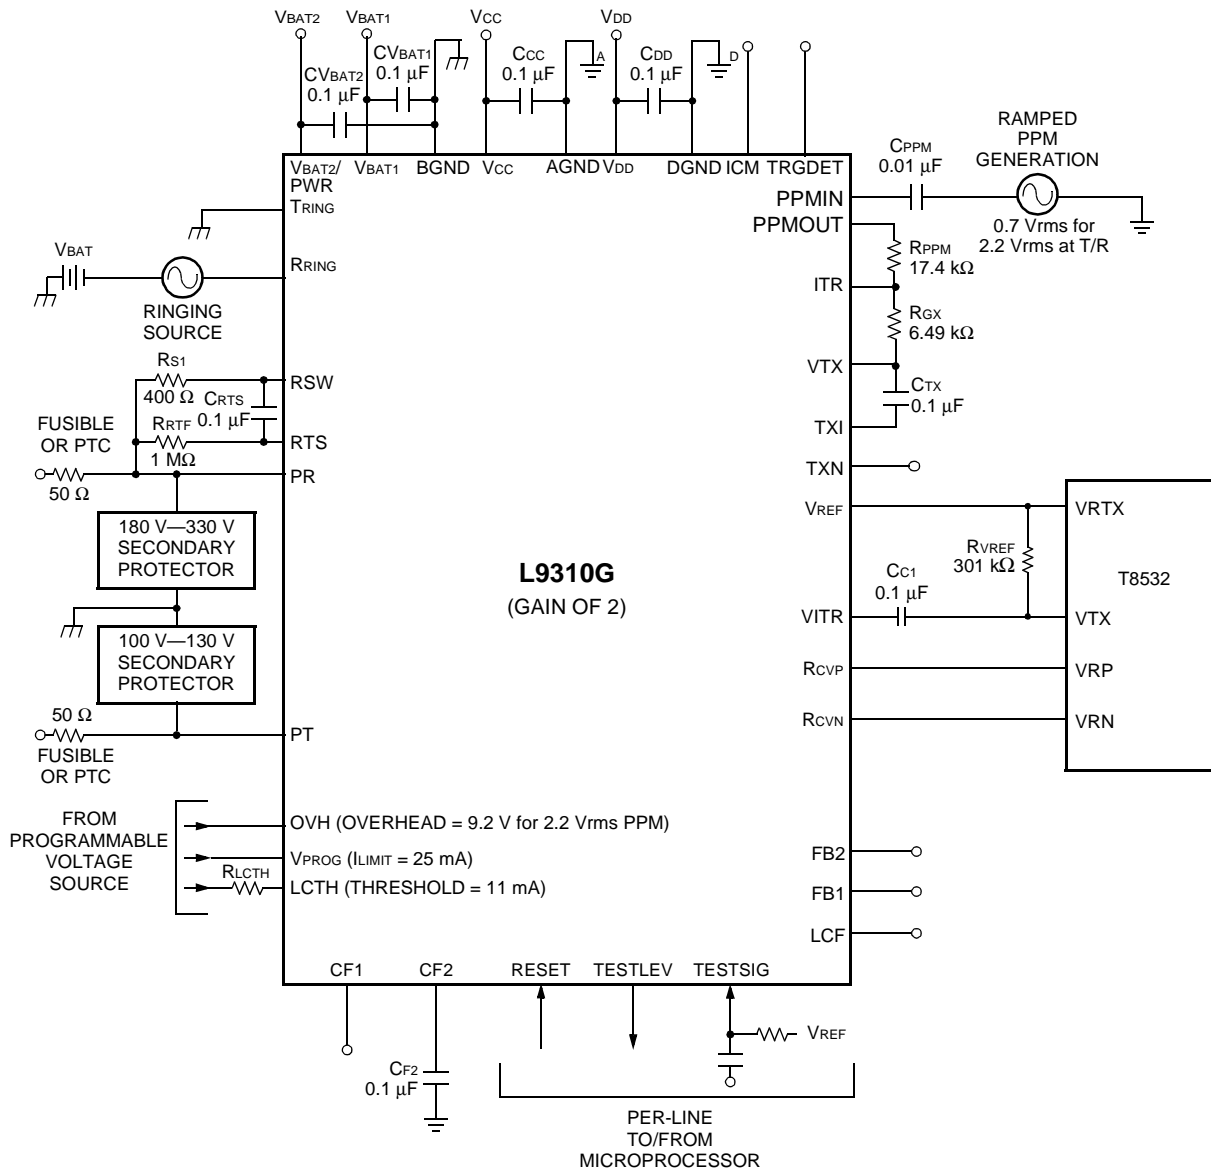 VBAT2
VBAT1
VCC
VDD
CVBAT2
0.1 µF
CVBAT1
0.1 µF
CCC
0.1 µF
A
CDD
0.1 µF
D
VBAT2/
PWR
VBAT1
BGND
VCC
AGND
VDD
DGND
ICM
TRGDET
TRING
RRING
VBAT
RINGING
SOURCE
RS1
400 Ω
CRTS
0.1 µF
RRTF
1 MΩ
RSW
RTS
PR
FUSIBLE
OR PTC
50 Ω
180 V—330 V
SECONDARY
PROTECTOR
100 V—130 V
SECONDARY
PROTECTOR
50 Ω
FUSIBLE
OR PTC
PT
FROM
PROGRAMMABLE
VOLTAGE
SOURCE
RLCTH
OVH (OVERHEAD = 9.2 V for 2.2 Vrms PPM)
VPROG (ILIMIT = 25 mA)
LCTH (THRESHOLD = 11 mA)
L9310G
(GAIN OF 2)
PPMIN
PPMOUT
ITR
VTX
TXI
TXN
VREF
VITR
RCVP
RCVN
FB2
FB1
LCF
CPPM
0.01 µF
RAMPED
PPM
GENERATION
0.7 Vrms for
2.2 Vrms at T/R
RPPM
17.4 kΩ
RGX
6.49 kΩ
CTX
0.1 µF
RVREF
301 kΩ
CC1
0.1 µF
VRTX
T8532
VTX
VRP
VRN
CF1
CF2
RESET
TESTLEV
TESTSIG
CF2
0.1 µF
VREF
PER-LINE
TO/FROM
MICROPROCESSOR